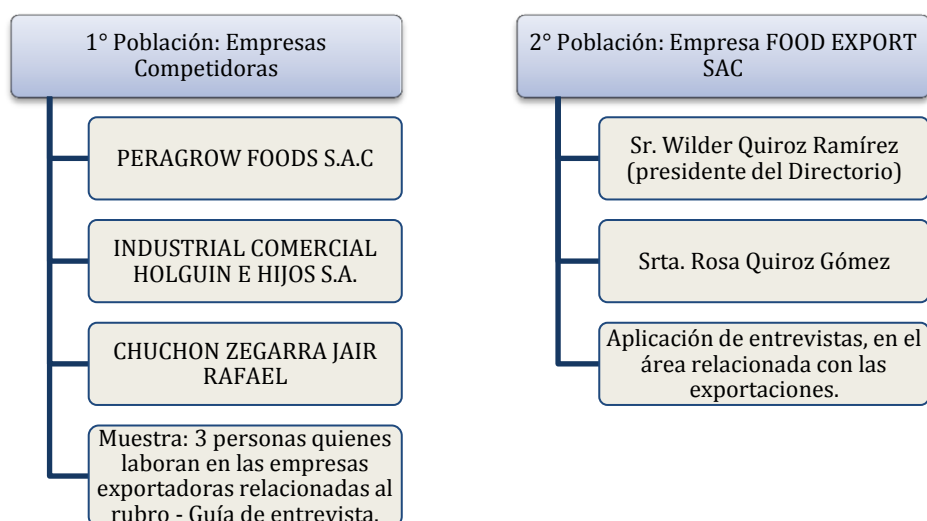 1° Población: Empresas
Competidoras
PERAGROW FOODS S.A.C
INDUSTRIAL COMERCIAL
HOLGUIN E HIJOS S.A.
CHUCHON ZEGARRA JAIR
RAFAEL
Muestra: 3 personas quienes
laboran en las empresas
exportadoras relacionadas al
rubro - Guía de entrevista.
2° Población: Empresa FOOD EXPORT
SAC
Sr. Wilder Quiroz Ramírez
(presidente del Directorio)
Srta. Rosa Quiroz Gómez
Aplicación de entrevistas, en el
área relacionada con las
exportaciones.